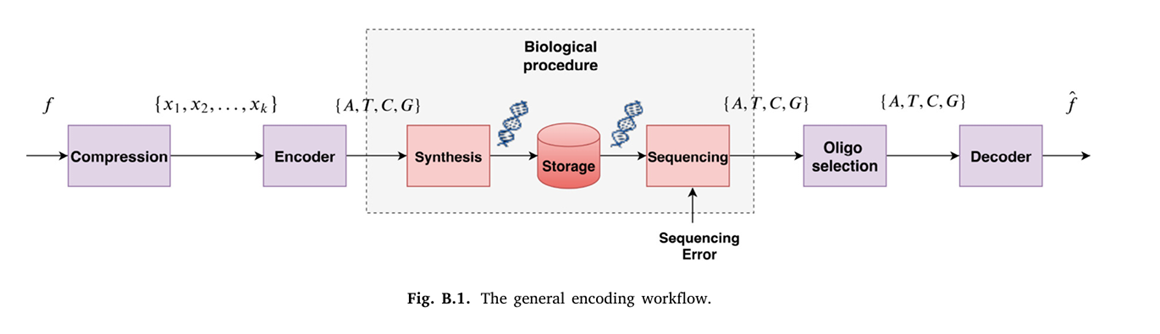 Biological
procedure
f
{x1, x2, . . . , xk}
{A, T, C, G}
{A, T, C, G}
{A, T, C, G}
f̂
Compression
Encoder
Synthesis
Storage
Sequencing
Oligo
selection
Decoder
Sequencing
Error
Fig. B.1. The general encoding workflow.